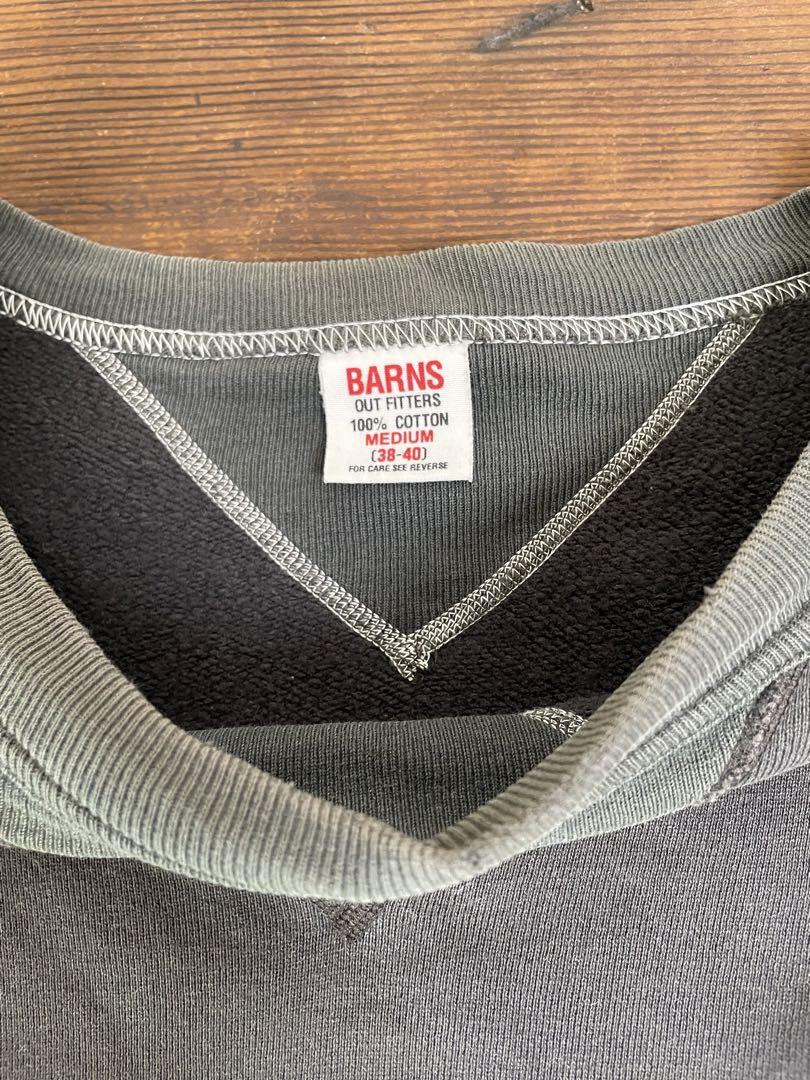 BARNS
OUT FITTERS
100% COTTON
MEDIUM
(38-40)
FOR CARE SEE REVERSE